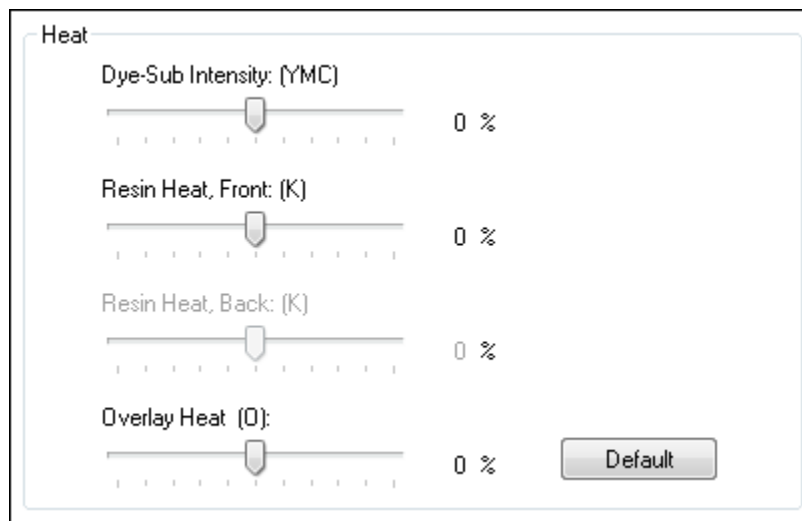 Heat
Dye-Sub Intensity: (YMC)
0 %
Resin Heat, Front: (K)
0 %
Resin Heat, Back: (K)
0 %
Overlay Heat (O):
0 %
Default